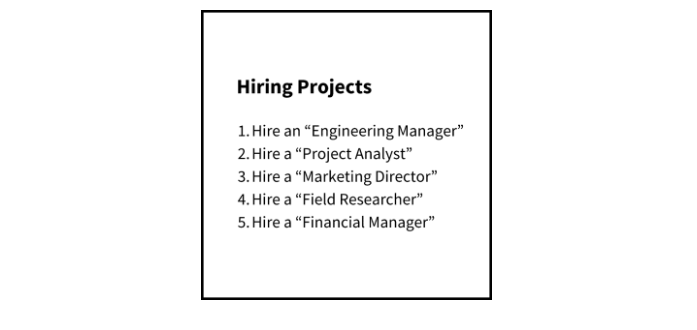 Hiring Projects
1. Hire an “Engineering Manager”
2. Hire a “Project Analyst”
3. Hire a “Marketing Director”
4. Hire a “Field Researcher”
5. Hire a “Financial Manager”